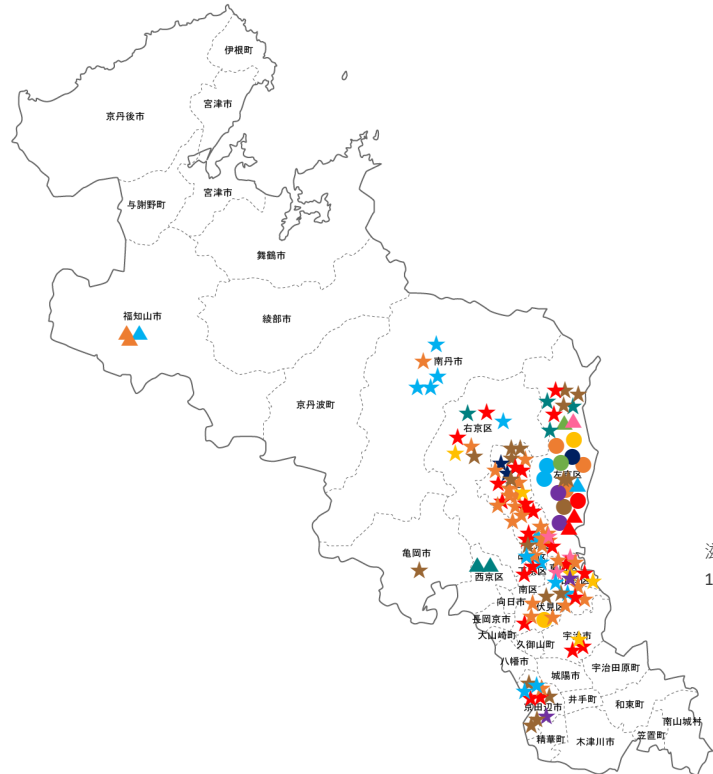 伊根町
宮津市
京丹後市
宮津市
与謝野町
舞鶴市
福知山市
綾部市
南丹市
京丹波町
右京区
左京区
亀岡市
西京区
南区
向日市
伏見区
長岡京市
大山崎町
宇治市
久御山町
八幡市
宇治田原町
城陽市
井手町
和束町
京田辺市
南山城村
笠置町
精華町
木津川市
1